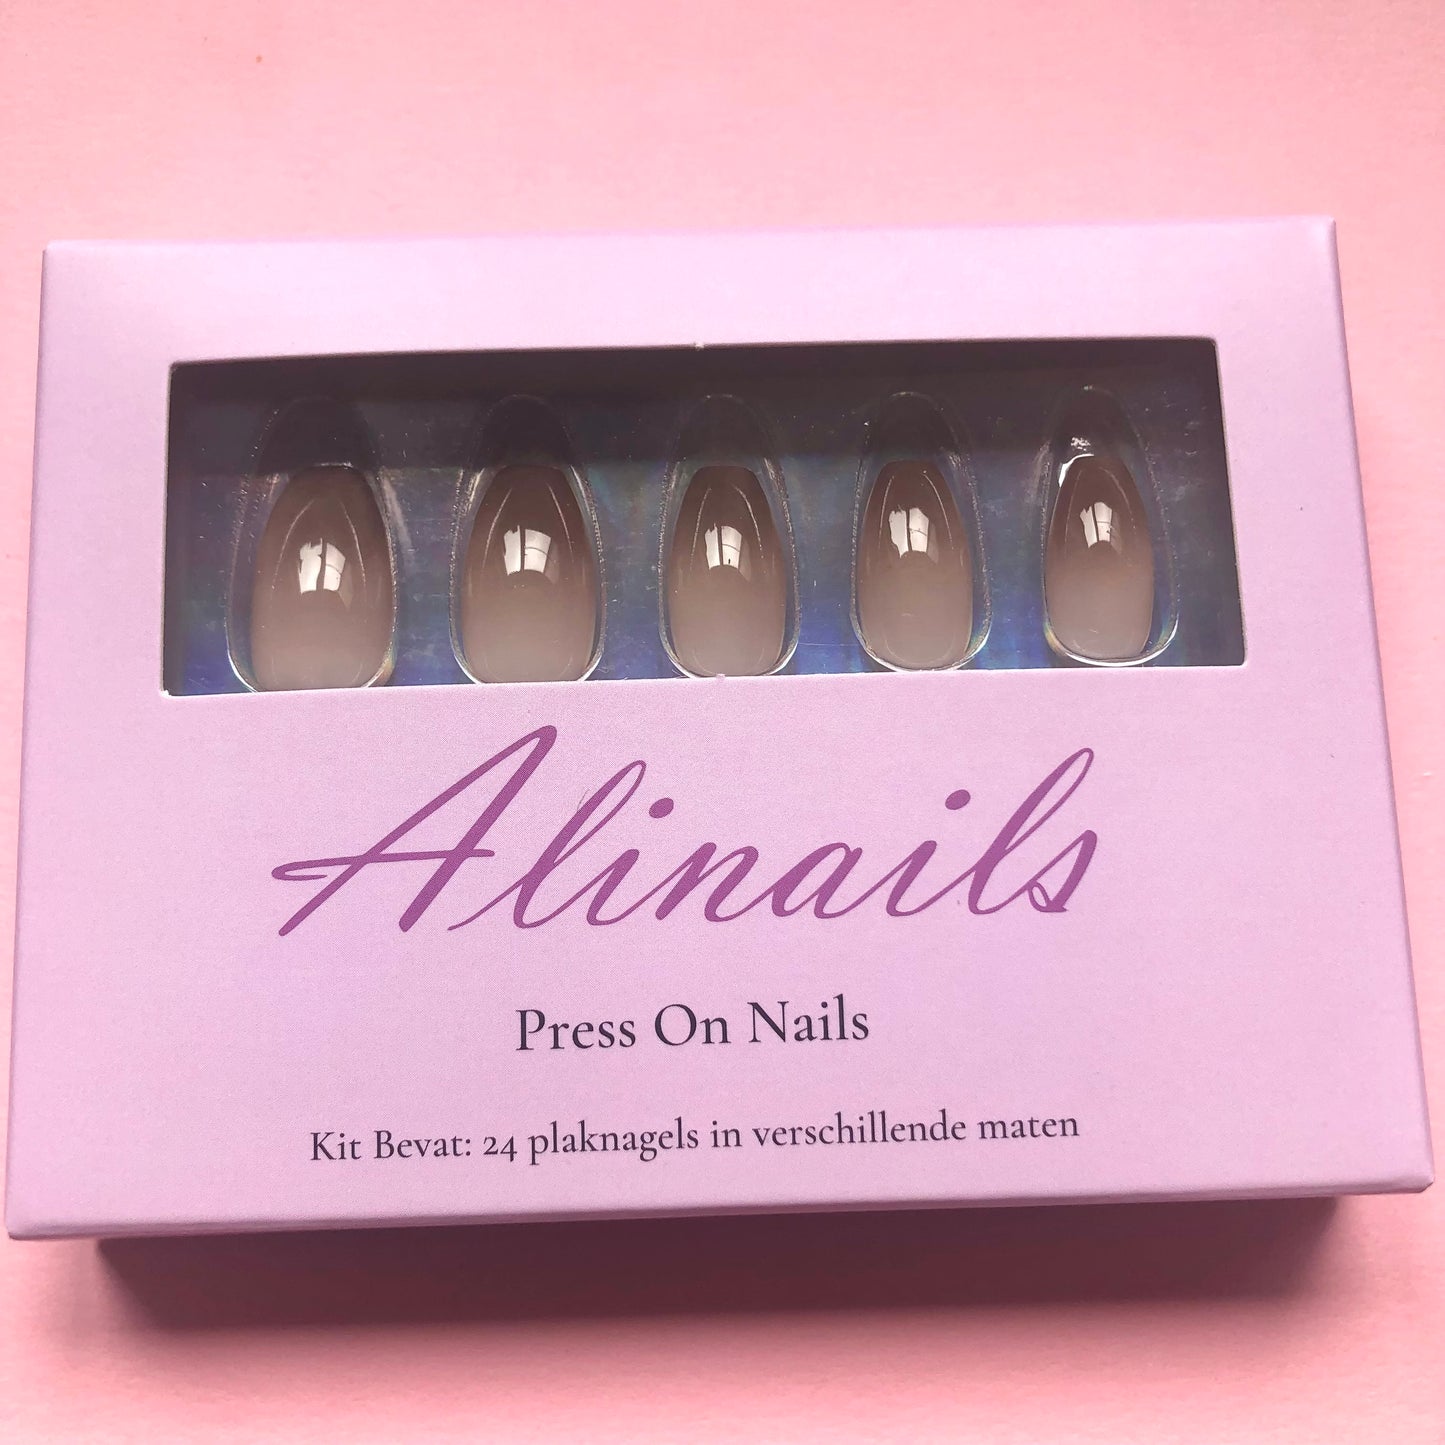 Alinails
Press On Nails
Kit Bevat: 24 plaknagels in verschillende maten